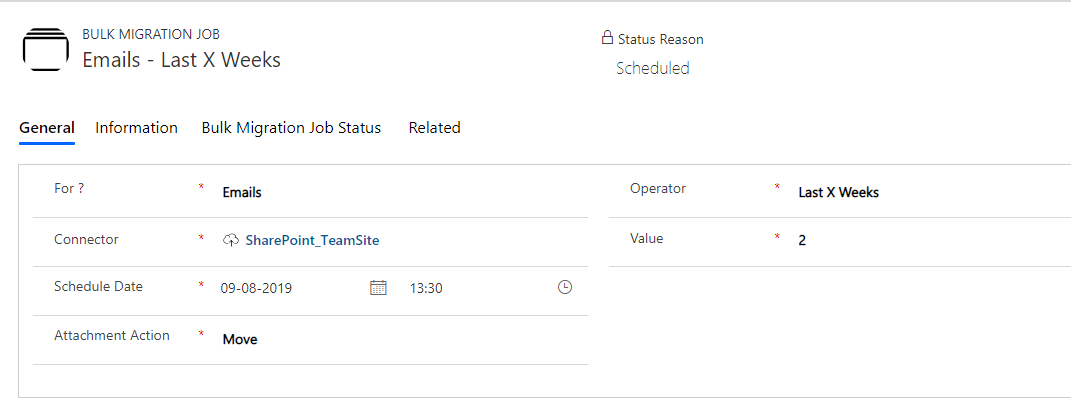 BULK MIGRATION JOB
Emails - Last X Weeks
Status Reason
Scheduled
General Information Bulk Migration Job Status Related
For ? * Emails
Operator * Last X Weeks
Connector * SharePoint_TeamSite
Value * 2
Schedule Date * 09-08-2019 13:30
Attachment Action * Move